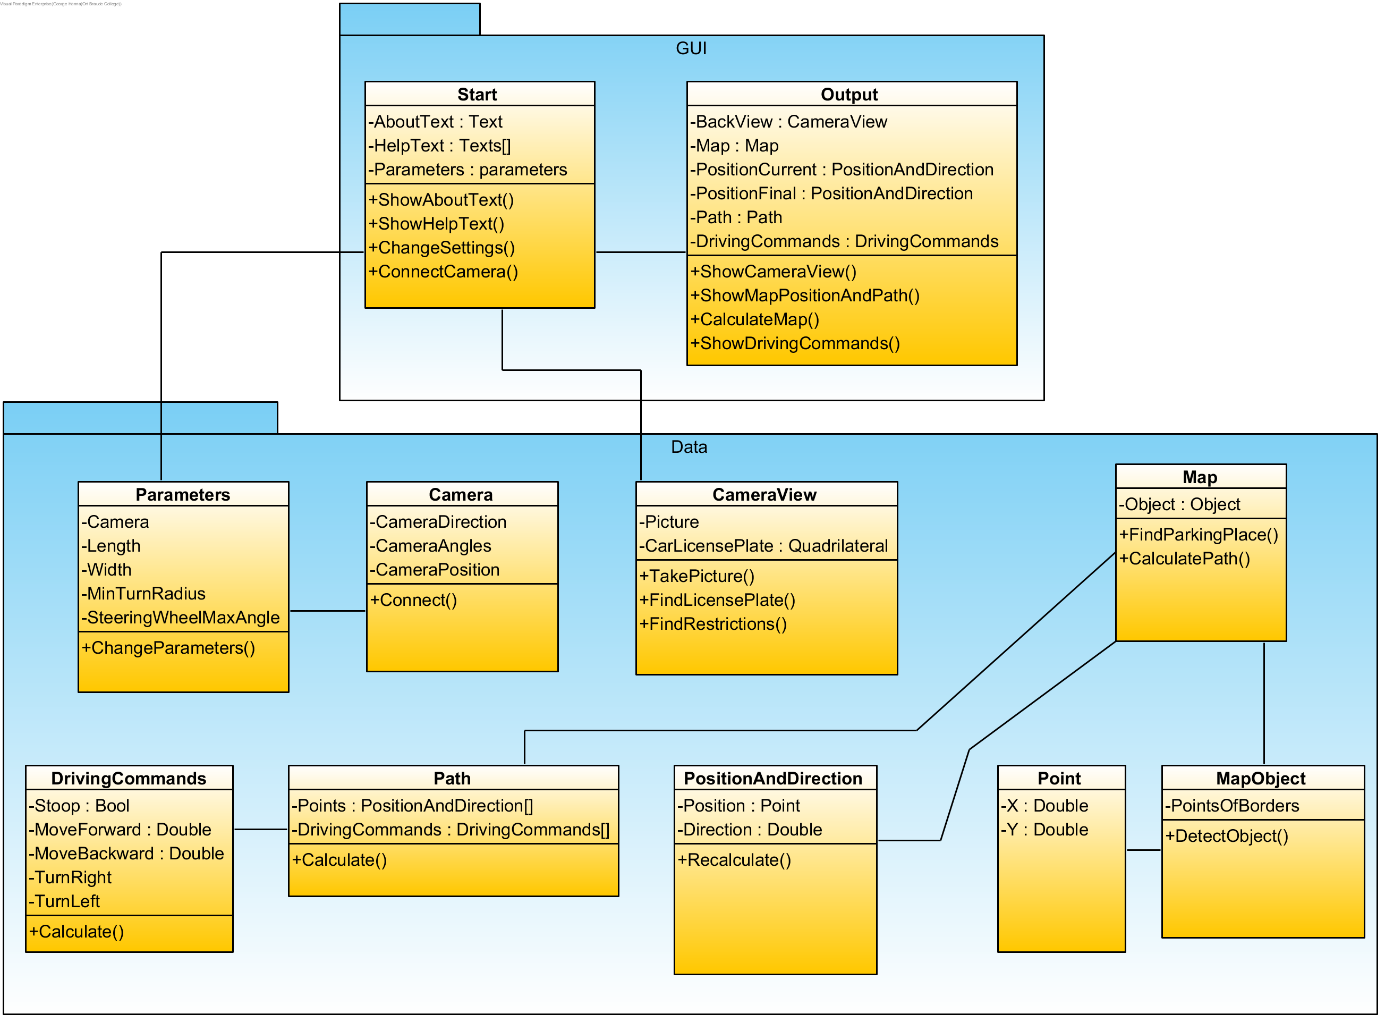 GUI
Start
-AboutText : Text
-HelpText : Texts[]
-Parameters : parameters
+ShowAboutText()
+ShowHelpText()
+ChangeSettings()
+ConnectCamera()
Output
-BackView : CameraView
-Map : Map
-PositionCurrent : PositionAndDirection
-PositionFinal : PositionAndDirection
-Path : Path
-DrivingCommands : DrivingCommands
+ShowCameraView()
+ShowMapPositionAndPath()
+CalculateMap()
+ShowDrivingCommands()
Data
Parameters
-Camera
-Length
-Width
-MinTurnRadius
-SteeringWheelMaxAngle
+ChangeParameters()
Camera
-CameraDirection
-CameraAngles
-CameraPosition
+Connect()
CameraView
-Picture
-CarLicensePlate : Quadrilateral
+TakePicture()
+FindLicensePlate()
+FindRestrictions()
Map
-Object : Object
+FindParkingPlace()
+CalculatePath()
DrivingCommands
-Stoop : Bool
-MoveForward : Double
-MoveBackward : Double
-TurnRight
-TurnLeft
+Calculate()
Path
-Points : PositionAndDirection[]
-DrivingCommands : DrivingCommands[]
+Calculate()
PositionAndDirection
-Position : Point
-Direction : Double
+Recalculate()
Point
-X : Double
-Y : Double
MapObject
-PointsOfBorders
+DetectObject()